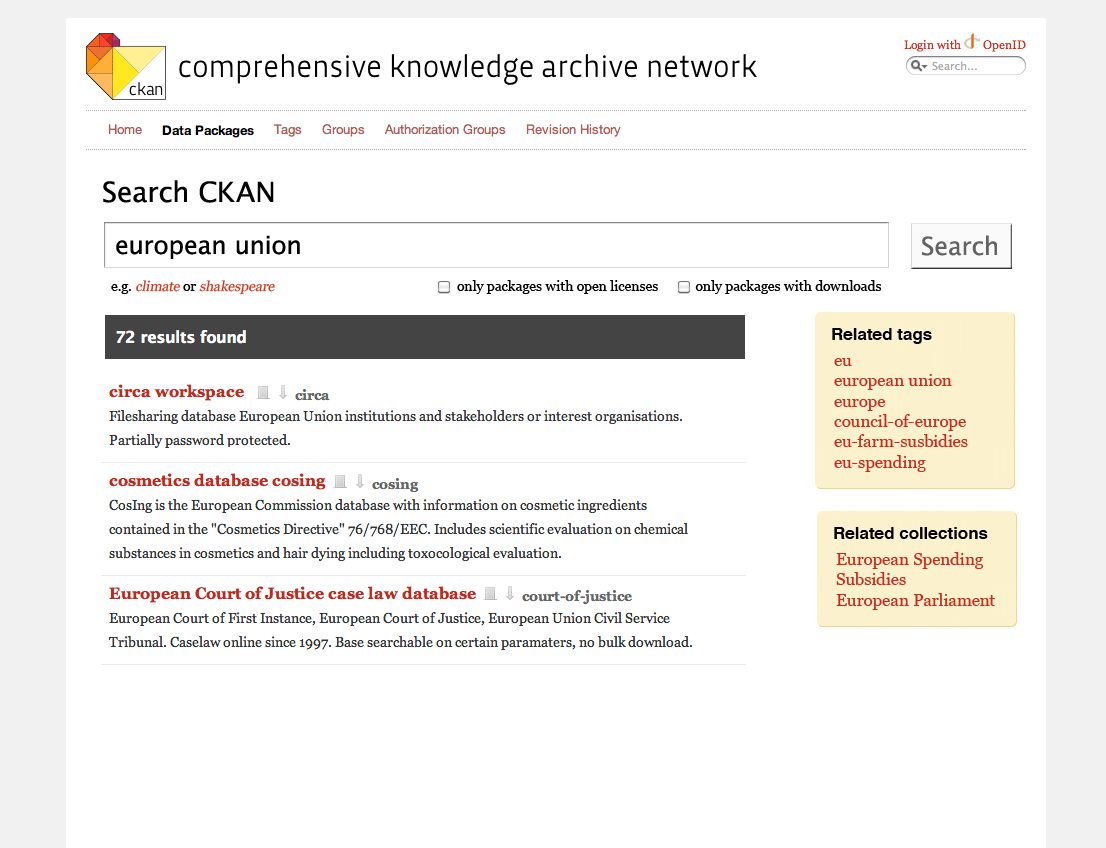 ckan
comprehensive knowledge archive network
Login with OpenID
Search...
Home Data Packages Tags Groups Authorization Groups Revision History
Search CKAN
european union
Search
e.g. climate or shakespeare
only packages with open licenses
only packages with downloads
72 results found
circa workspace circa
Filesharing database European Union institutions and stakeholders or interest organisations.
Partially password protected.
cosmetics database cosing cosing
CosIng is the European Commission database with information on cosmetic ingredients
contained in the "Cosmetics Directive" 76/768/EEC. Includes scientific evaluation on chemical
substances in cosmetics and hair dying including toxocological evaluation.
European Court of Justice case law database court-of-justice
European Court of First Instance, European Court of Justice, European Union Civil Service
Tribunal. Caselaw online since 1997. Base searchable on certain paramaters, no bulk download.
Related tags
eu
european union
europe
council-of-europe
eu-farm-susbidies
eu-spending
Related collections
European Spending
Subsidies
European Parliament